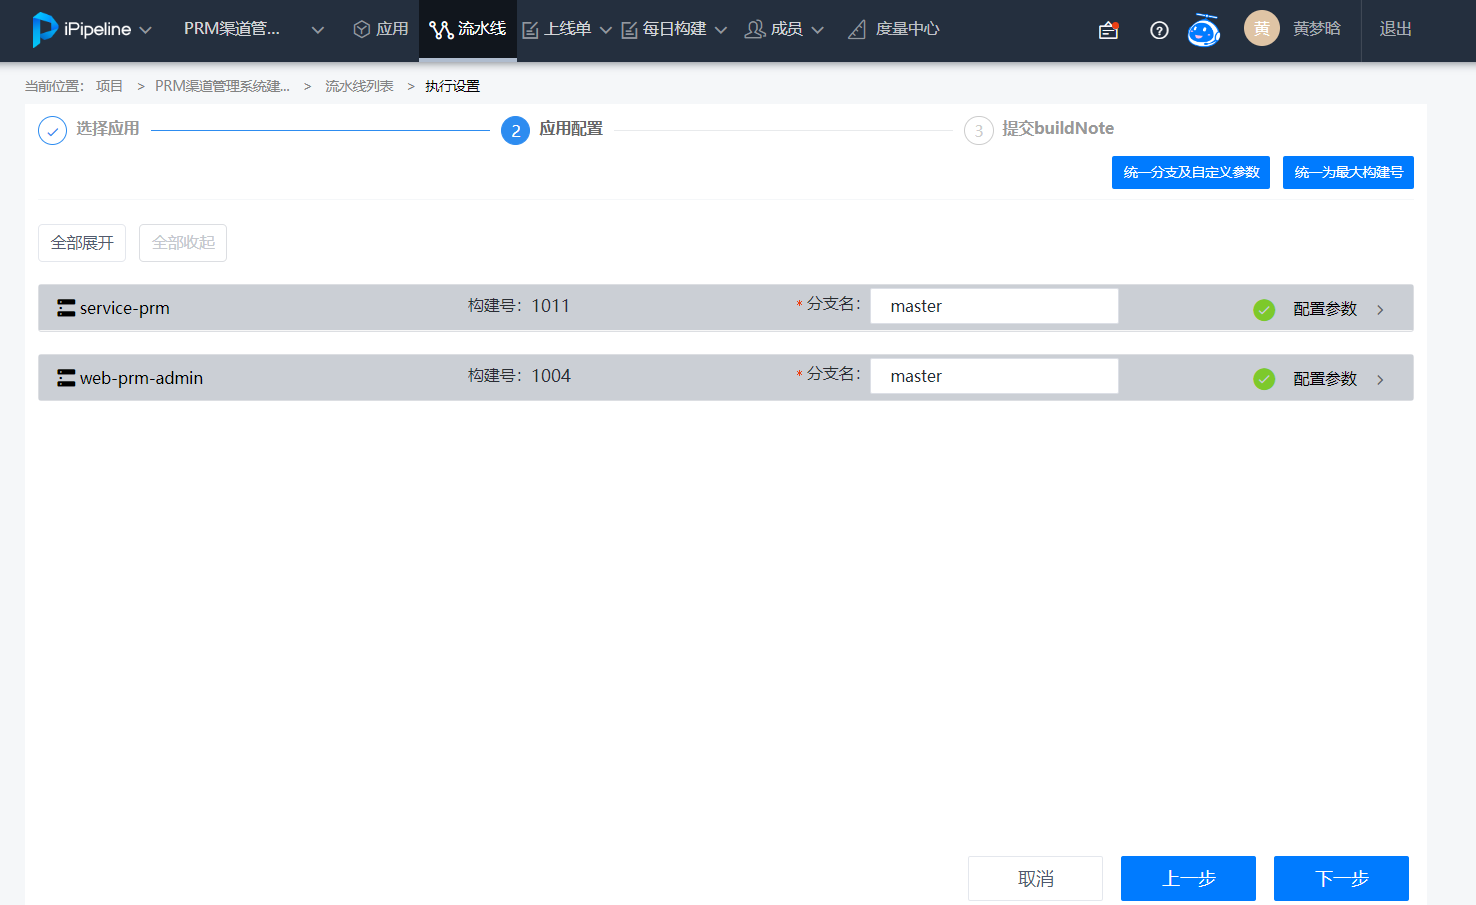 iPipeline PRM渠道管... 应用 流水线 上线单 每日构建 成员 度量中心 黄 黄梦晗 退出
当前位置： 项目 > PRM渠道管理系统建... > 流水线列表 > 执行设置
选择应用 2 应用配置 3 提交buildNote
统一分支及自定义参数 统一为最大构建号
全部展开 全部收起
service-prm 构建号：1011 * 分支名： master 配置参数 >
web-prm-admin 构建号：1004 * 分支名： master 配置参数 >
取消 上一步 下一步